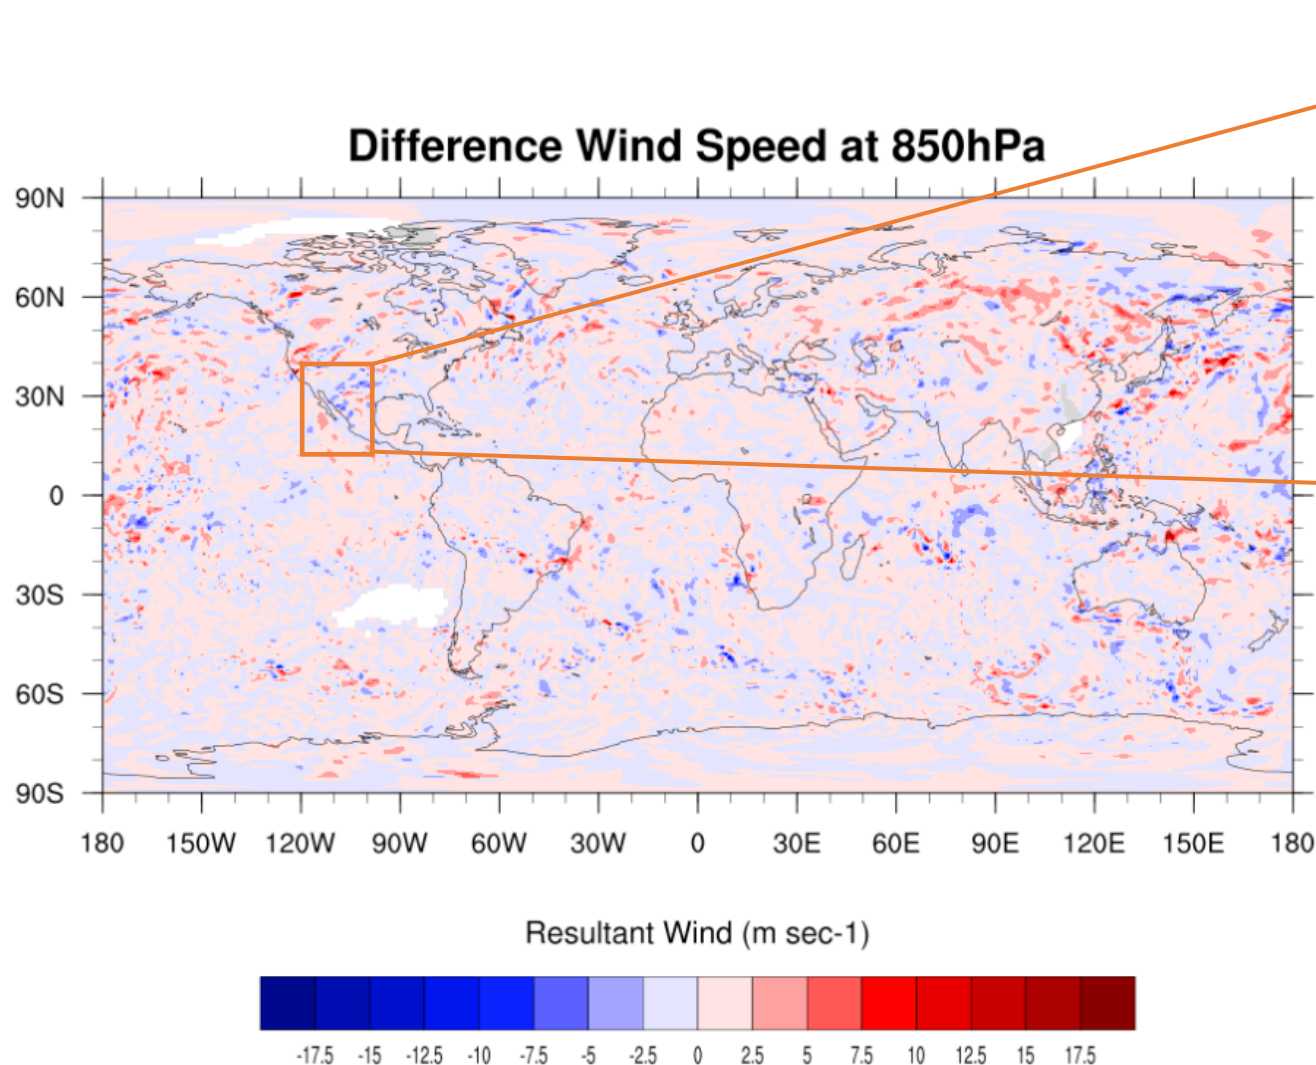 Difference Wind Speed at 850hPa
90N
60N
30N
0
30S
60S
90S
180 150W 120W 90W 60W 30W 0 30E 60E 90E 120E 150E 180
Resultant Wind (m sec-1)
-17.5 -15 -12.5 -10 -7.5 -5 -2.5 0 2.5 5 7.5 10 12.5 15 17.5